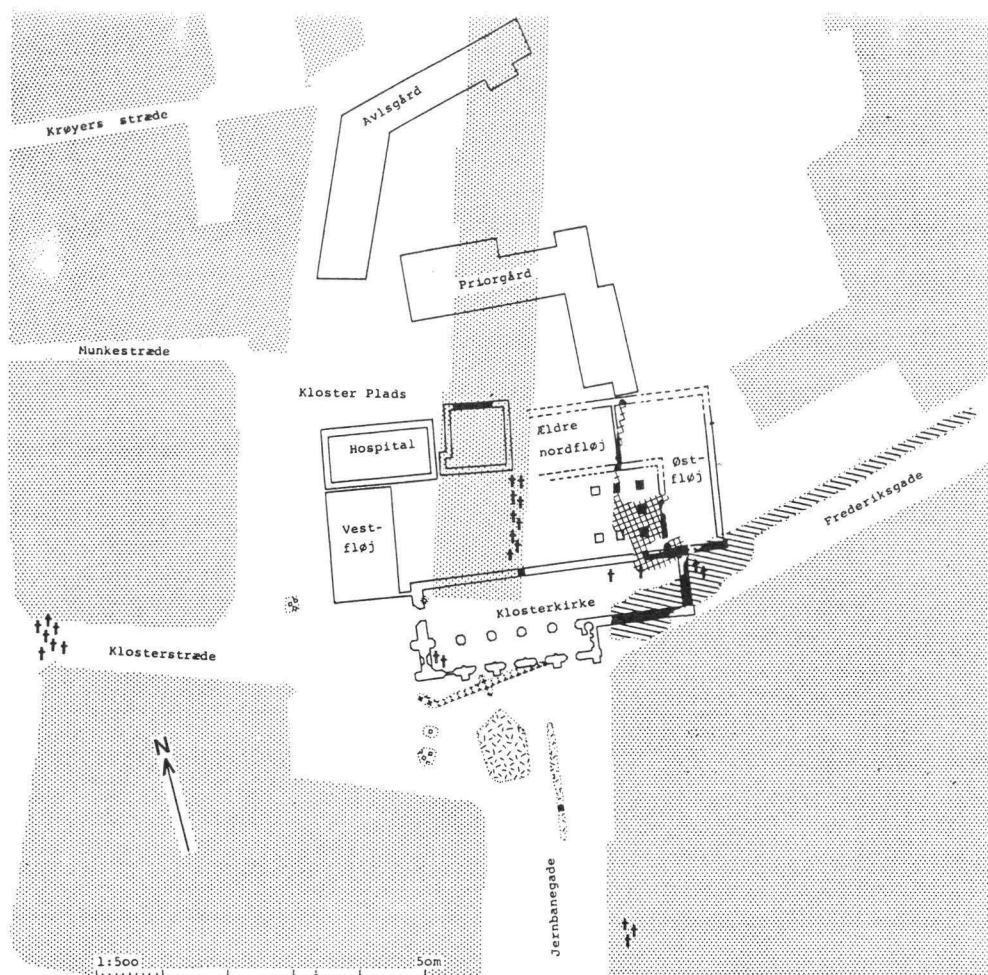 Avlsgård
Krøyers stræde
Priorgård
Munkestræde
Kloster Plads
Hospital
Ældre
nordfløj
Øst-
fløj
Vest-
fløj
Frederiksgade
Klosterkirke
Klosterstræde
N
Jernbanegade
1:500
50m